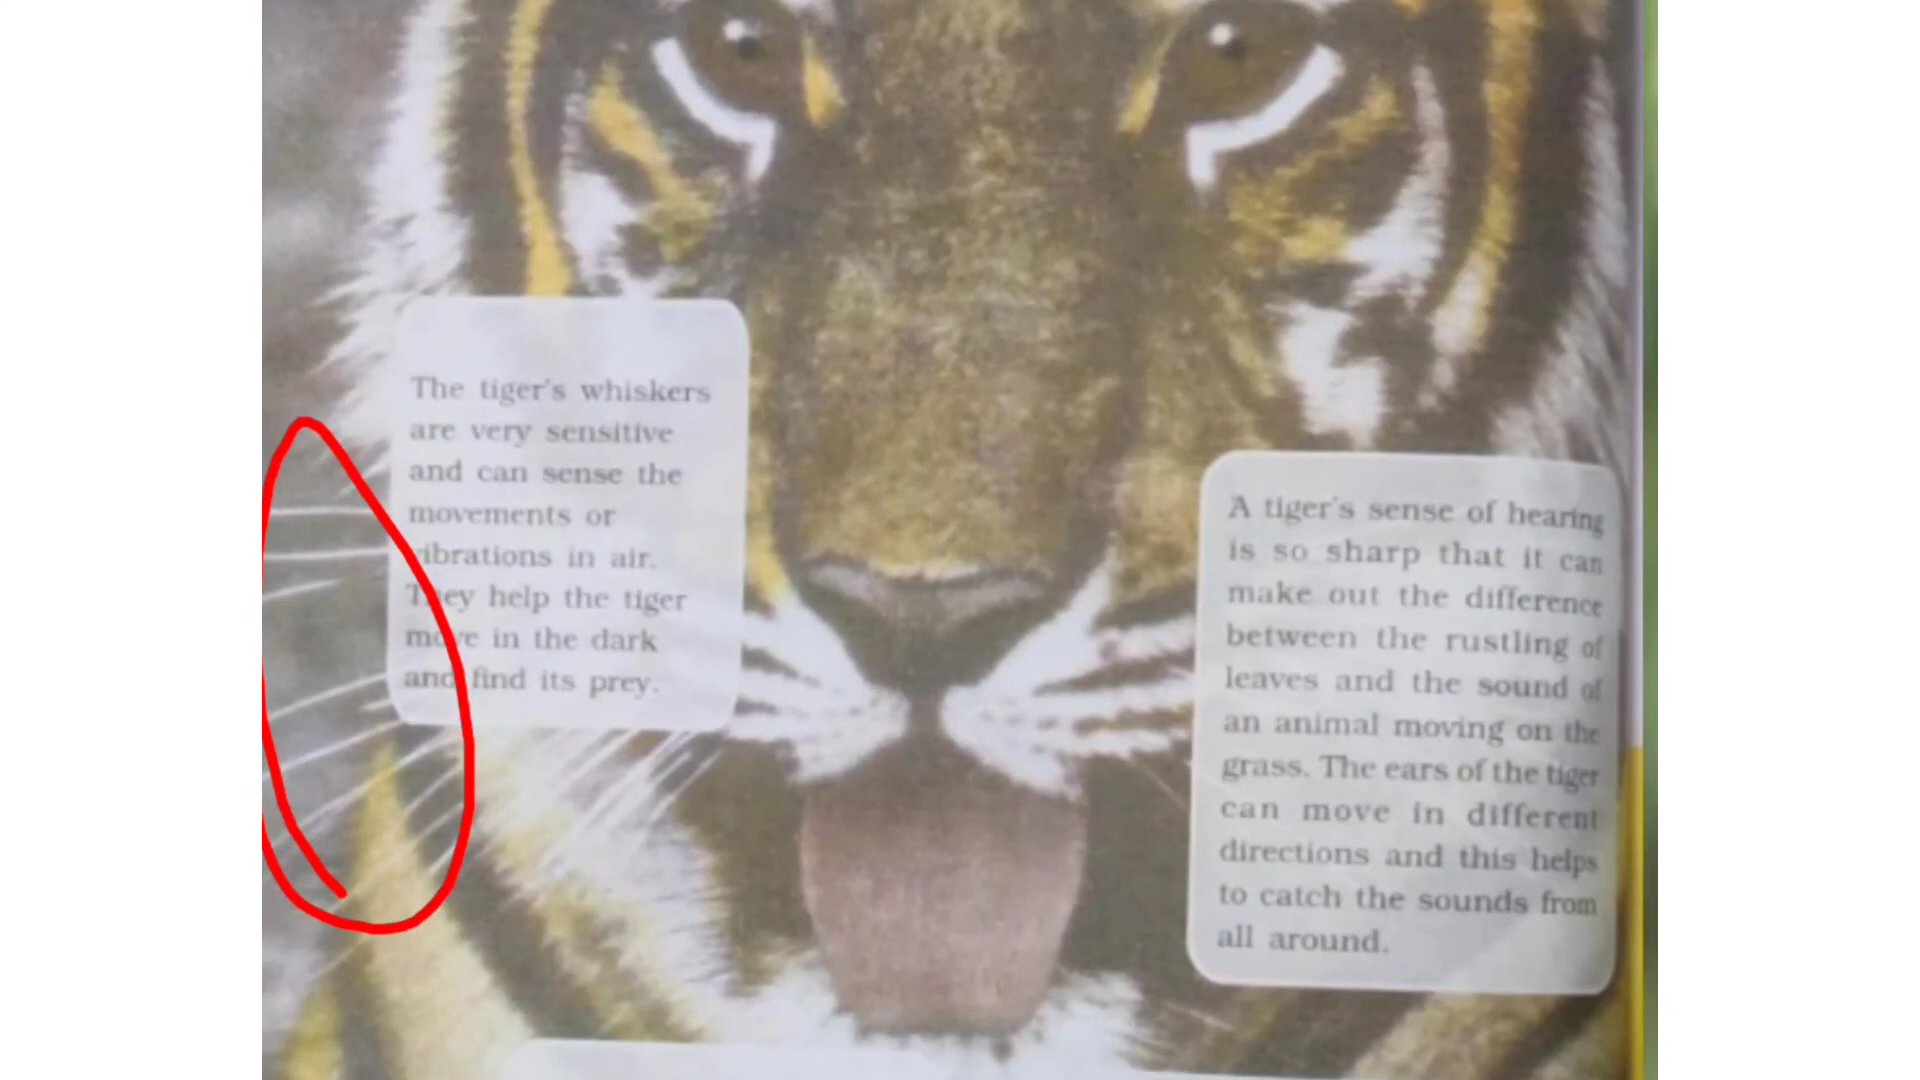 The tiger's whiskers
are very sensitive
and can sense the
movements or
vibrations in air.
They help the tiger
move in the dark
and find its prey.
A tiger's sense of hearing
is so sharp that it can
make out the difference
between the rustling of
leaves and the sound of
an animal moving on the
grass. The ears of the tiger
can move in different
directions and this helps
to catch the sounds from
all around.